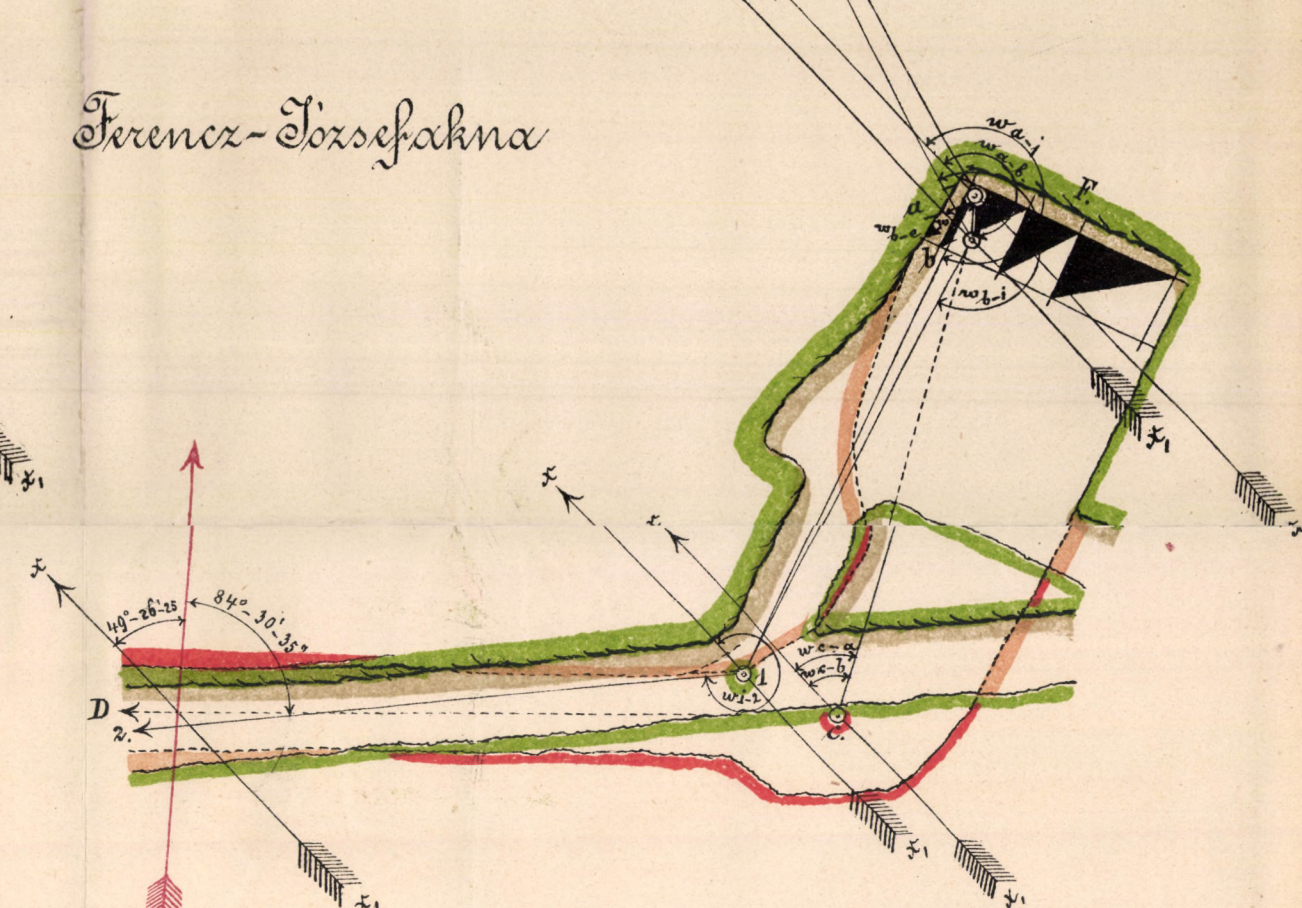 Ferencz-Józsefakna
w a-j
w a-b.
F.
a
w b-e
b
w b-i
x₁
x₁
x
x.
x
49°-26'-25
84°-30'-35"
w c-a
w c-b
1
w 1-2
D
2.
c.
x₁
x₁
x₁